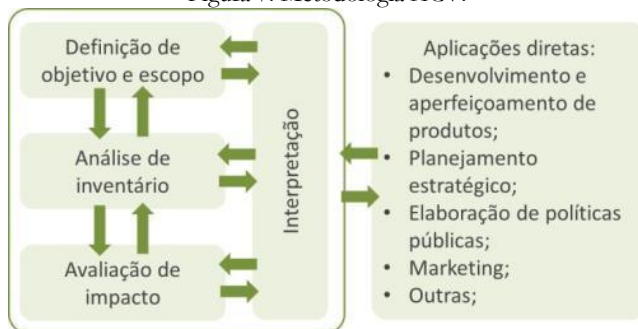 Definição de
objetivo e escopo
Análise de
inventário
Avaliação de
impacto
Interpretação
Aplicações diretas:
• Desenvolvimento e
aperfeiçoamento de
produtos;
• Planejamento
estratégico;
• Elaboração de políticas
públicas;
• Marketing;
• Outras;